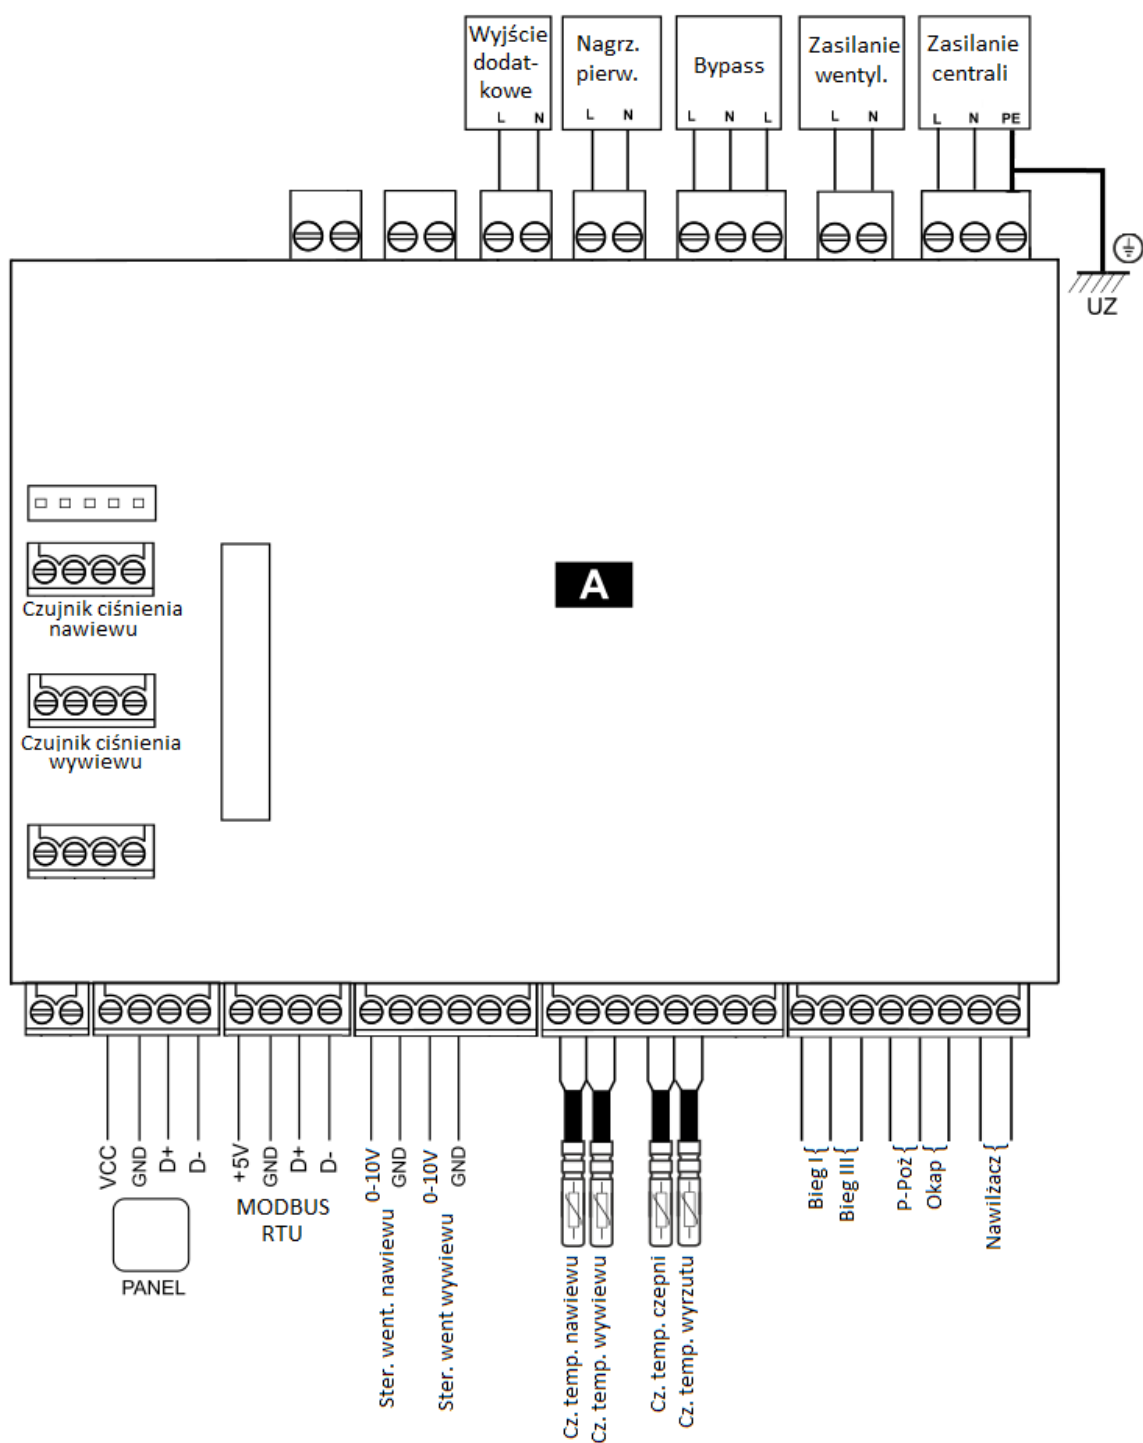 Wyjście
dodat-
kowe
L N
Nagrz.
pierw.
L N
Bypass
L N L
Zasilanie
wentyl.
L N
Zasilanie
centrali
L N PE
UZ
A
Czujnik ciśnienia
nawiewu
Czujnik ciśnienia
wywiewu
VCC
GND
D+
D-
PANEL
+5V
GND
D+
D-
MODBUS
RTU
0-10V
GND
0-10V
GND
Ster. went. nawiewu
Ster. went wywiewu
Cz. temp. nawiewu
Cz. temp. wywiewu
Cz. temp. czepni
Cz. temp. wyrzutu
Bieg I {
Bieg III {
P-Poż {
Okap {
Nawilżacz {